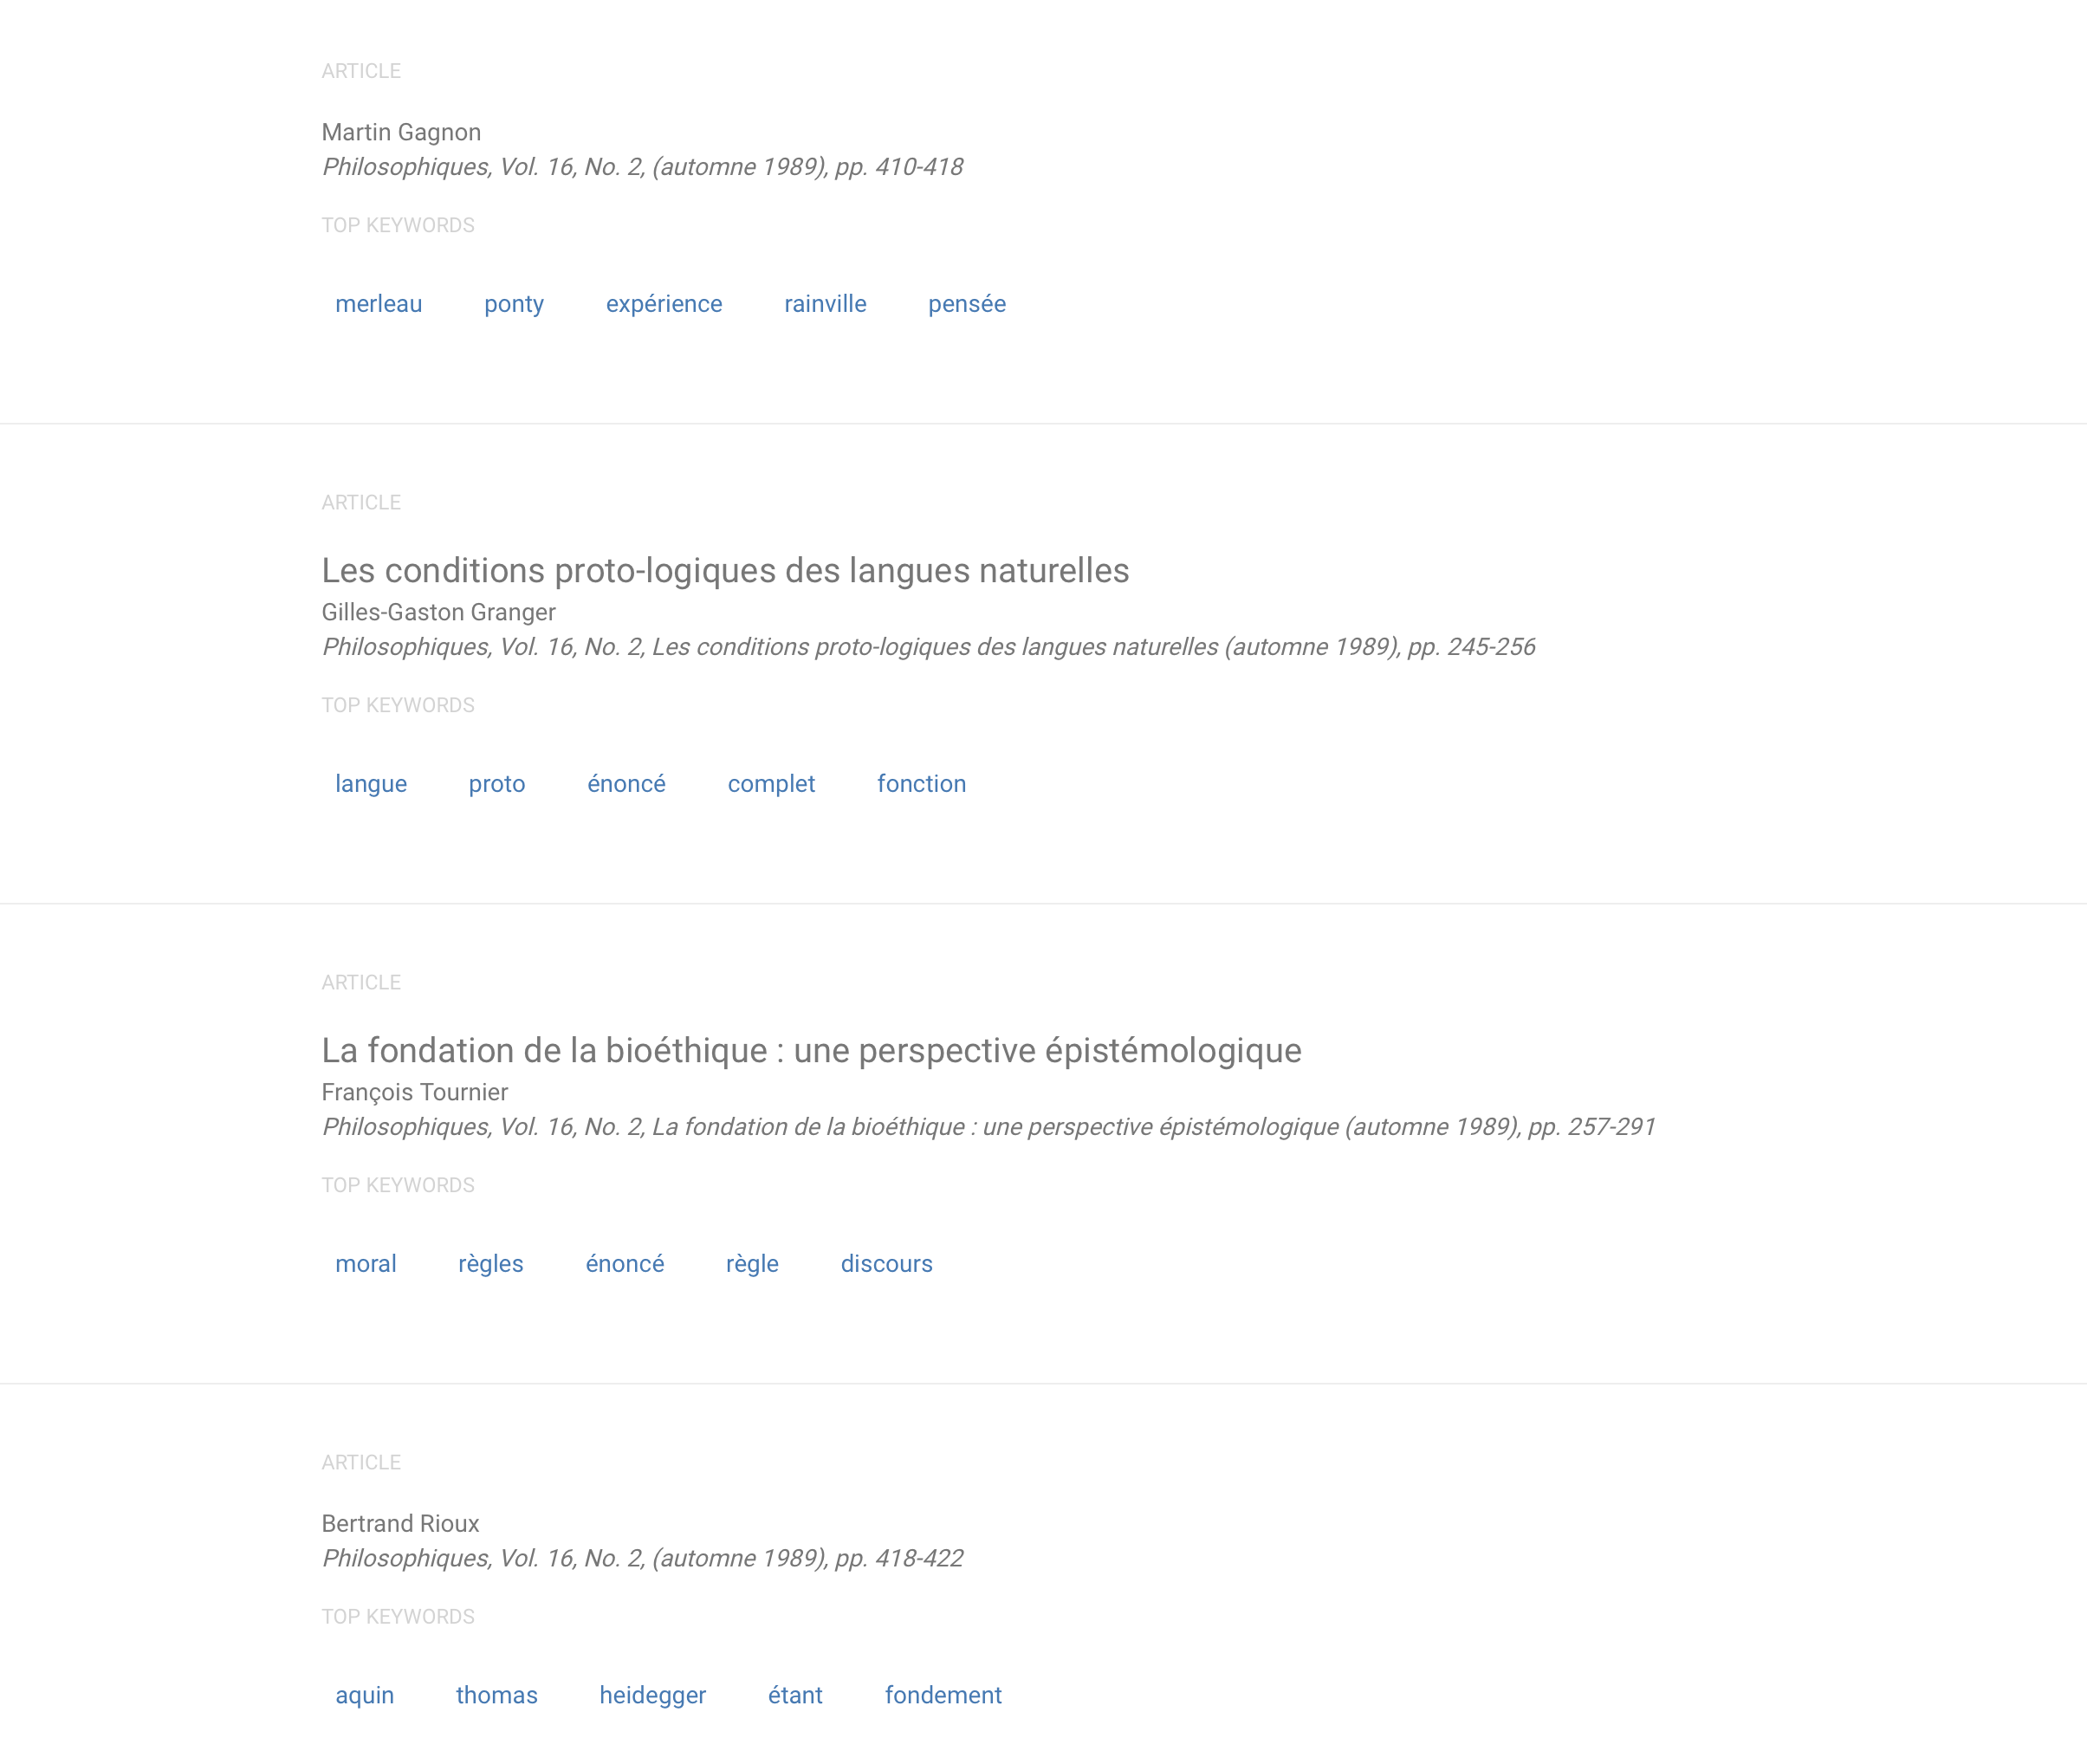 ARTICLE
Martin Gagnon
Philosophiques, Vol. 16, No. 2, (automne 1989), pp. 410-418
TOP KEYWORDS
merleau ponty expérience rainville pensée
ARTICLE
Les conditions proto-logiques des langues naturelles
Gilles-Gaston Granger
Philosophiques, Vol. 16, No. 2, Les conditions proto-logiques des langues naturelles (automne 1989), pp. 245-256
TOP KEYWORDS
langue proto énoncé complet fonction
ARTICLE
La fondation de la bioéthique : une perspective épistémologique
François Tournier
Philosophiques, Vol. 16, No. 2, La fondation de la bioéthique : une perspective épistémologique (automne 1989), pp. 257-291
TOP KEYWORDS
moral règles énoncé règle discours
ARTICLE
Bertrand Rioux
Philosophiques, Vol. 16, No. 2, (automne 1989), pp. 418-422
TOP KEYWORDS
aquin thomas heidegger étant fondement